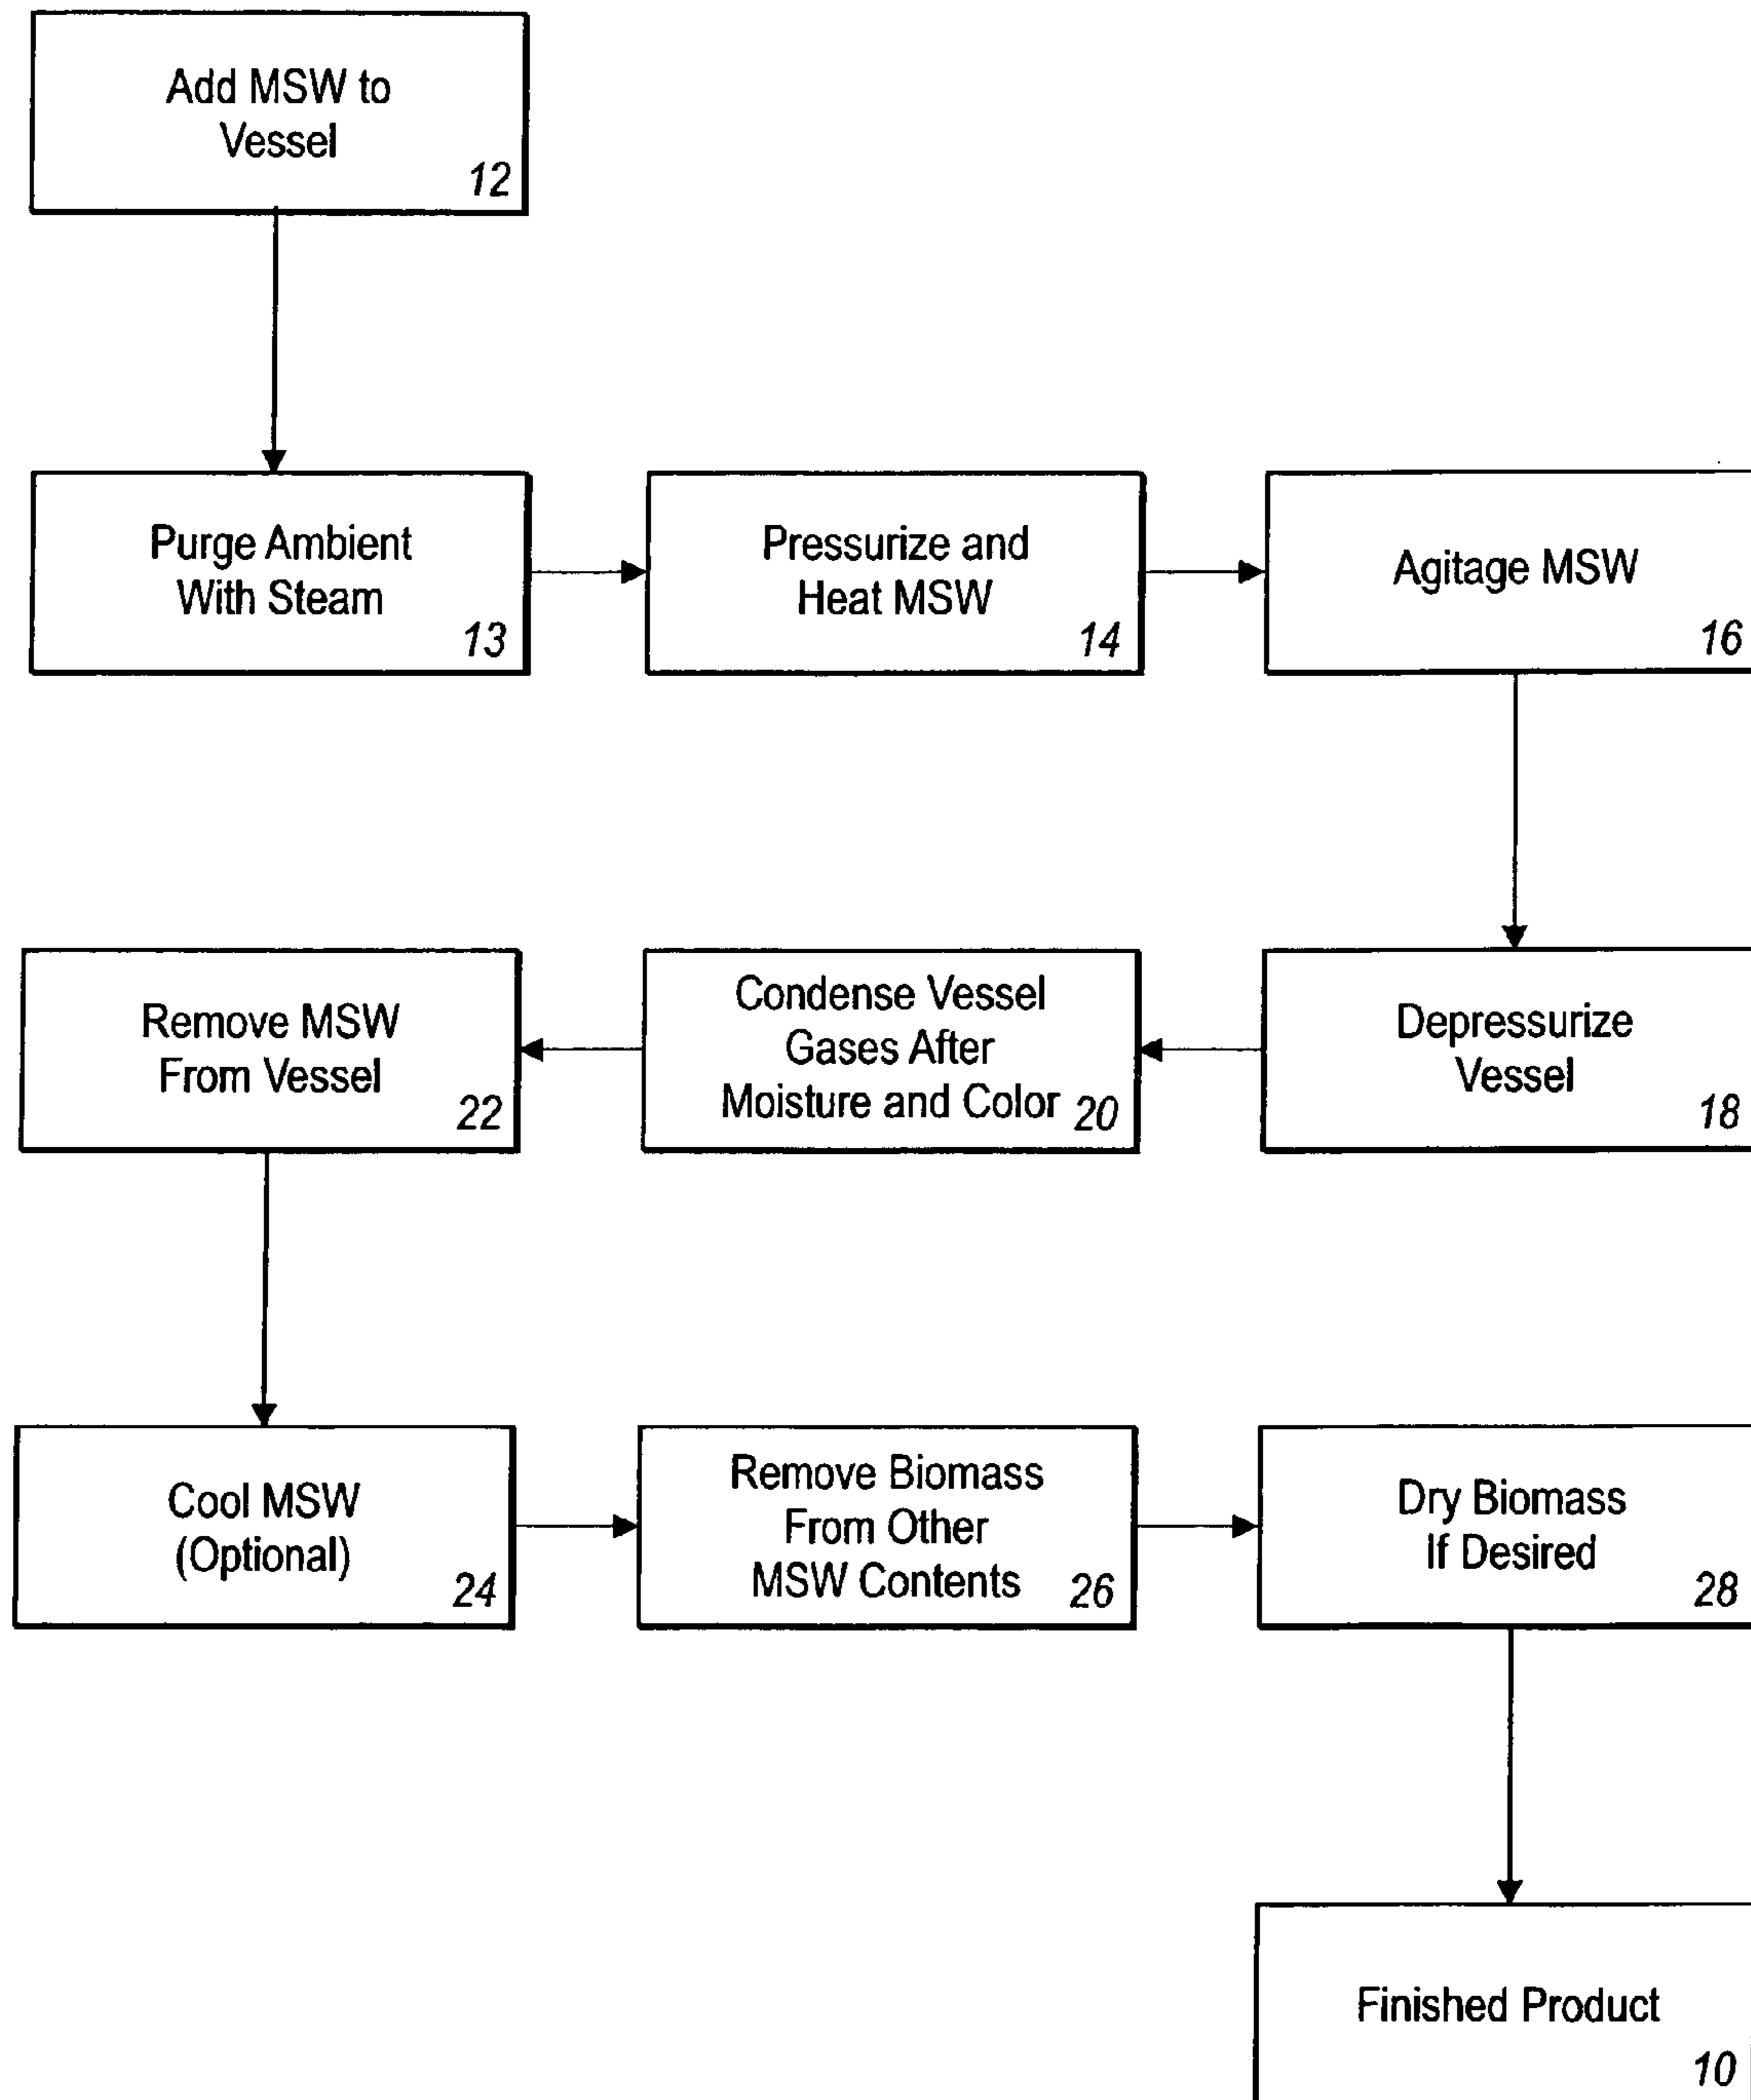 Add MSW to
Vessel
12
Purge Ambient
With Steam
13
Pressurize and
Heat MSW
14
Agitage MSW
16
Depressurize
Vessel
18
Condense Vessel
Gases After
Moisture and Color 20
Remove MSW
From Vessel
22
Cool MSW
(Optional)
24
Remove Biomass
From Other
MSW Contents 26
Dry Biomass
If Desired
28
Finished Product
10